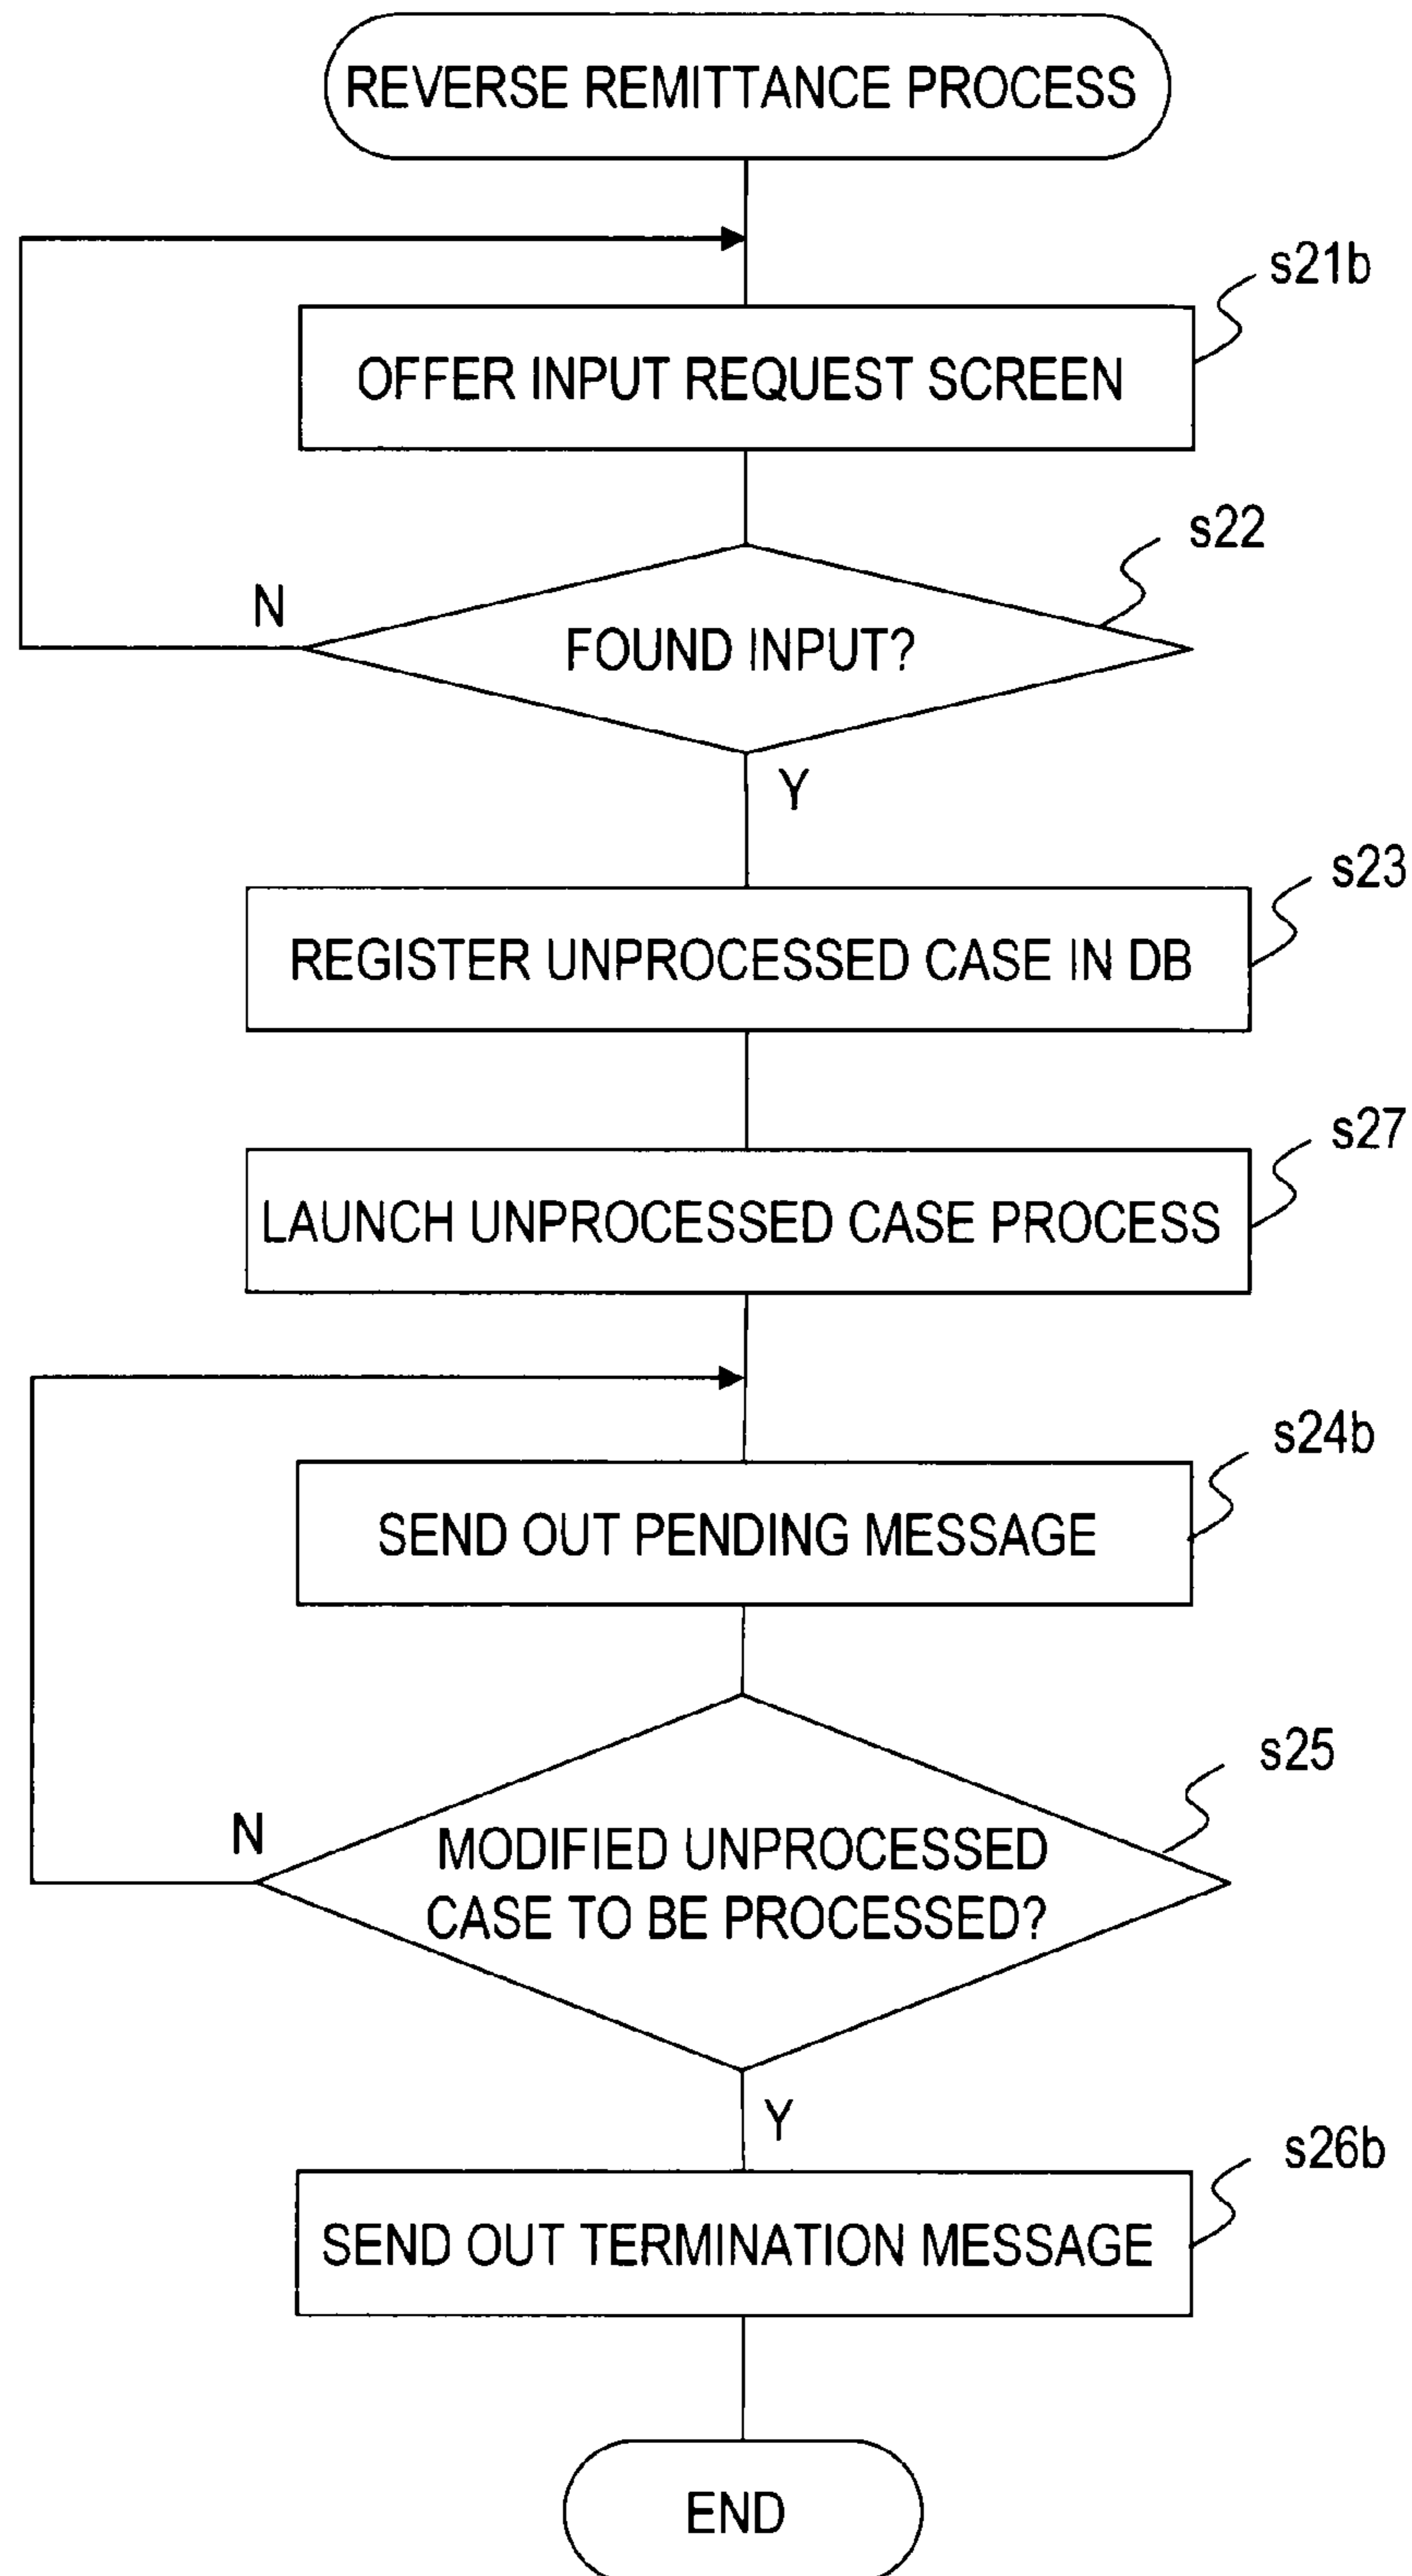 REVERSE REMITTANCE PROCESS
s21b
OFFER INPUT REQUEST SCREEN
s22
N
FOUND INPUT?
Y
s23
REGISTER UNPROCESSED CASE IN DB
s27
LAUNCH UNPROCESSED CASE PROCESS
s24b
SEND OUT PENDING MESSAGE
s25
N
MODIFIED UNPROCESSED
CASE TO BE PROCESSED?
Y
s26b
SEND OUT TERMINATION MESSAGE
END